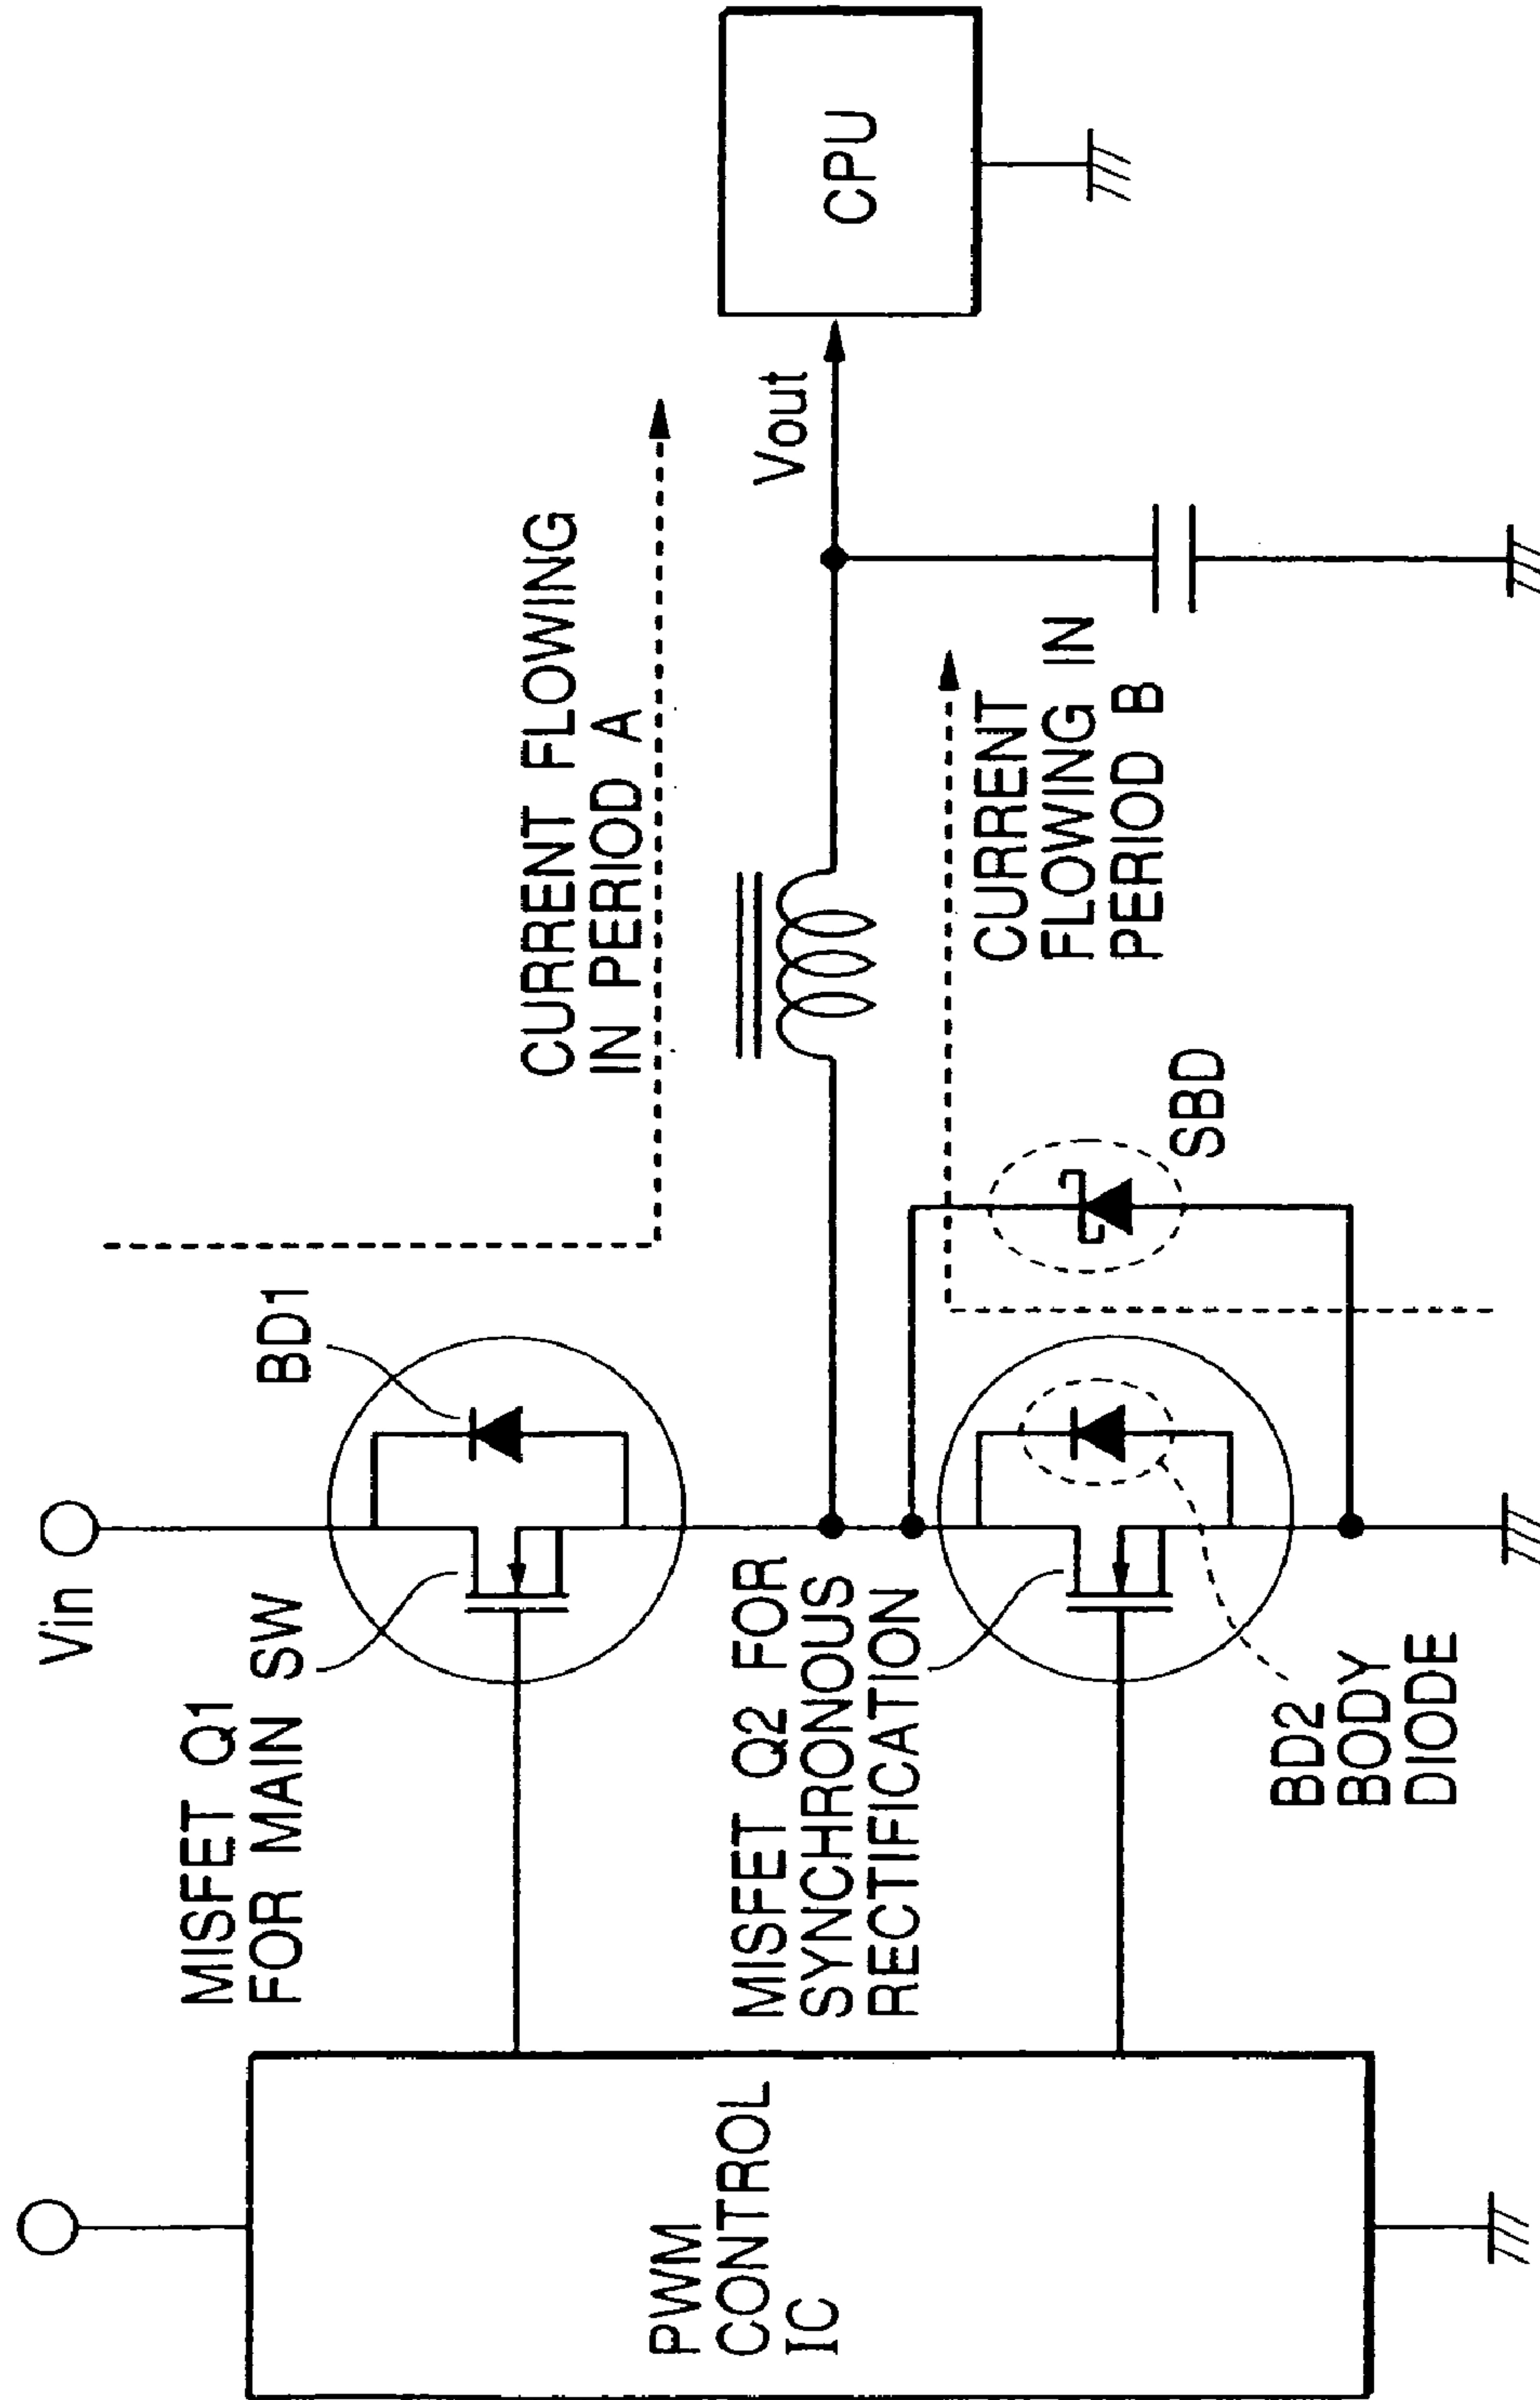 Vin
MISFET Q1
FOR MAIN SW
BD1
CURRENT FLOWING
IN PERIOD A
PWM
CONTROL
IC
MISFET Q2 FOR
SYNCHRONOUS
RECTIFICATION
Vout
CPU
CURRENT
FLOWING IN
PERIOD B
SBD
BD2
BODY
DIODE